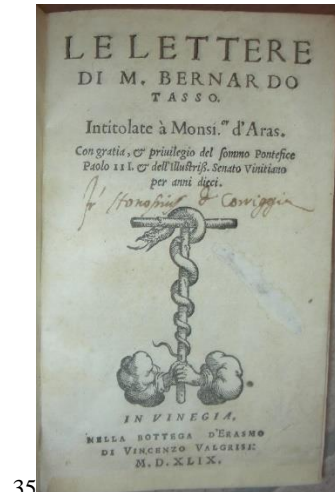 LE LETTERE
DI M. BERNARDO
TASSO.
Intitolate à Monsi.or d'Aras.
Con gratia, & priuilegio del sommo Pontefice
Paolo III. & dell'illustriß. Senato Vinitiano
per anni dieci.
IN VINEGIA,
NELLA BOTTEGA D'ERASMO
DI VINCENZO VALGRISI:
M. D. XLIX.
35